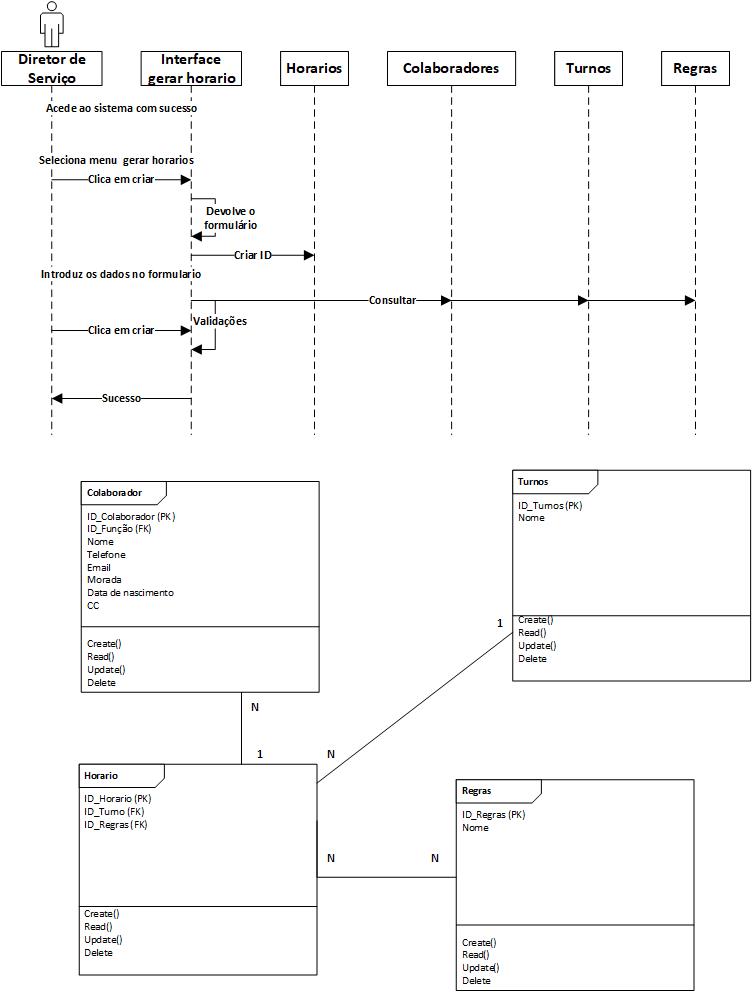 Diretor de
Serviço
Interface
gerar horario
Horarios
Colaboradores
Turnos
Regras
Acede ao sistema com sucesso
Seleciona menu gerar horarios
Clica em criar
Devolve o
formulário
Criar ID
Introduz os dados no formulario
Consultar
Validações
Clica em criar
Sucesso
Colaborador
ID_Colaborador (PK)
ID_Função (FK)
Nome
Telefone
Email
Morada
Data de nascimento
CC
Create()
Read()
Update()
Delete
Turnos
ID_Turnos (PK)
Nome
Create()
Read()
Update()
Delete
1
N
N
1
Horario
ID_Horario (PK)
ID_Turno (FK)
ID_Regras (FK)
Create()
Read()
Update()
Delete
N
N
Regras
ID_Regras (PK)
Nome
Create()
Read()
Update()
Delete